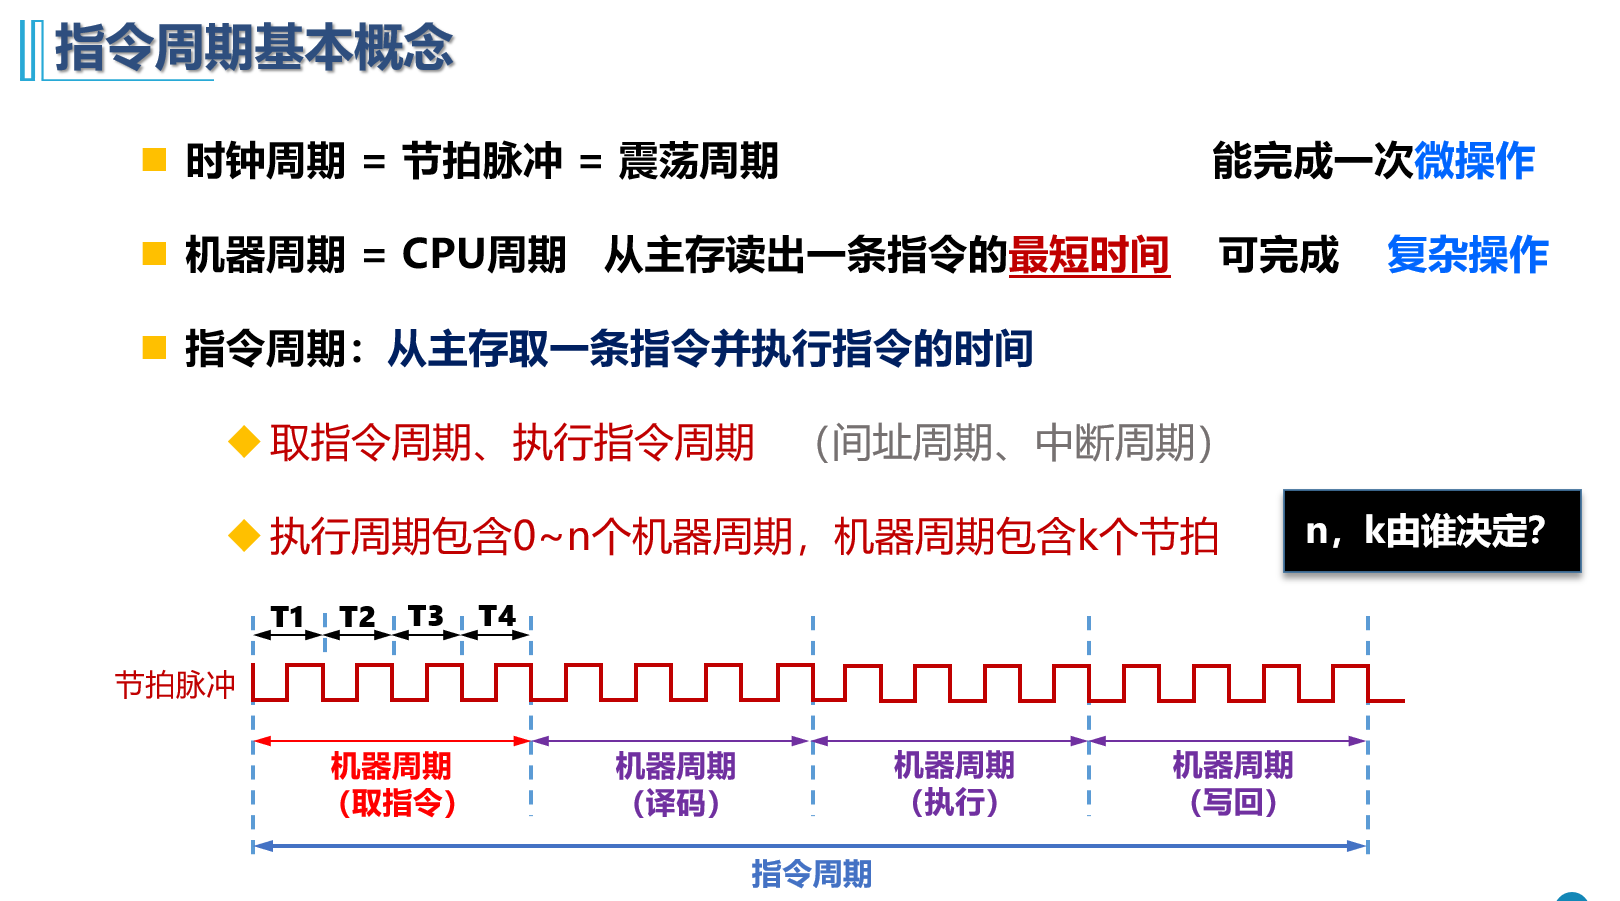 指令周期基本概念
时钟周期 = 节拍脉冲 = 震荡周期 能完成一次微操作
机器周期 = CPU周期 从主存读出一条指令的最短时间 可完成 复杂操作
指令周期：从主存取一条指令并执行指令的时间
取指令周期、执行指令周期 （间址周期、中断周期）
执行周期包含0~n个机器周期，机器周期包含k个节拍
n，k由谁决定？
T1 T2 T3 T4
节拍脉冲
机器周期 机器周期 机器周期 机器周期
（取指令） （译码） （执行） （写回）
指令周期